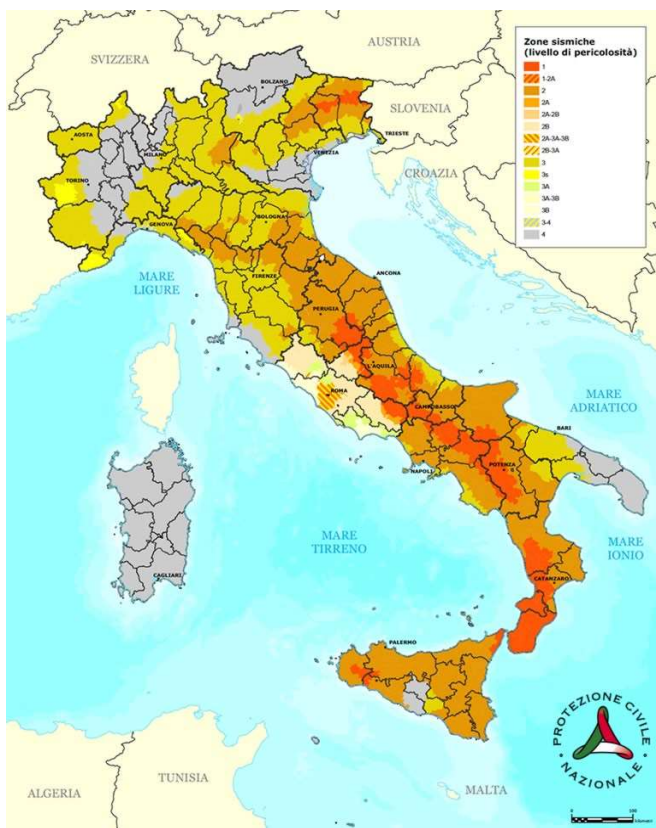 AUSTRIA
SVIZZERA
BOLZANO
SLOVENIA
AOSTA
TRIESTE
MILANO
VENEZIA
CROAZIA
TORINO
GENOVA
BOLOGNA
MARE
LIGURE
FIRENZE
ANCONA
PERUGIA
L'AQUILA
ROMA
CAMPOBASSO
MARE
ADRIATICO
BARI
NAPOLI
POTENZA
MARE
TIRRENO
MARE
IONIO
CAGLIARI
CATANZARO
PALERMO
ALGERIA
TUNISIA
MALTA
Zone sismiche
(livello di pericolosità)
1
1-2A
2
2A
2A-2B
2B
2A-3A-3B
2B-3A
3
3s
3A
3A-3B
3B
3-4
4
PROTEZIONE CIVILE
NAZIONALE
0